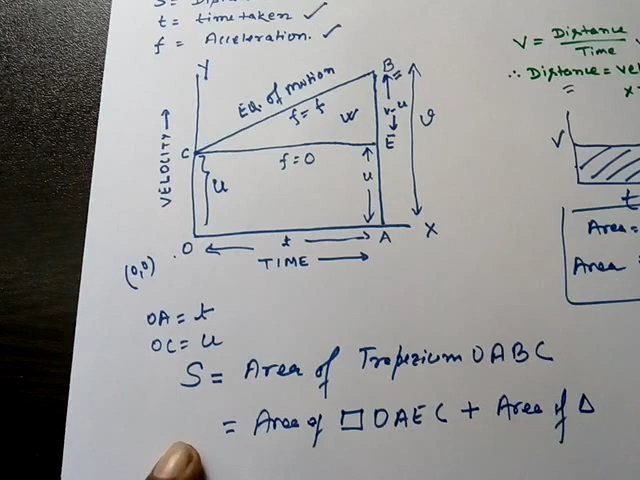 S = Dist
t = time taken ✓
f = Acceleration. ✓
V = Distance / Time
∴ Distance = Vel
=
Y
B
Eq. of motion
f = t
v-u
v
VELOCITY →
C
E
f = 0
u
u
V
t
O
t
A
X
(0,0)
TIME →
Area =
Area =
OA = t
OC = u
S = Area of Trapezium OABC
= Area of □ OAEC + Area of Δ